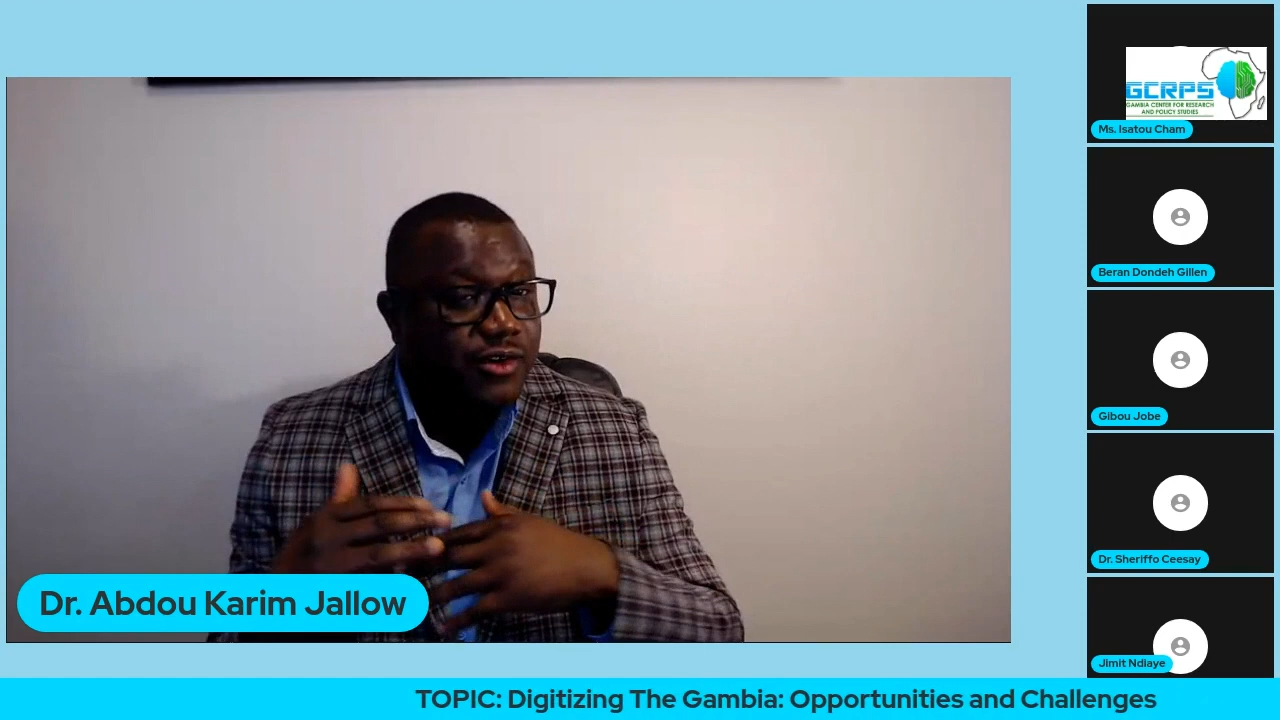 GCRPS
GAMBIA CENTER FOR RESEARCH
AND POLICY STUDIES
Ms. Isatou Cham
Beran Dondeh Gillen
Gibou Jobe
Dr. Sheriffo Ceesay
Jimit Ndiaye
Dr. Abdou Karim Jallow
TOPIC: Digitizing The Gambia: Opportunities and Challenges